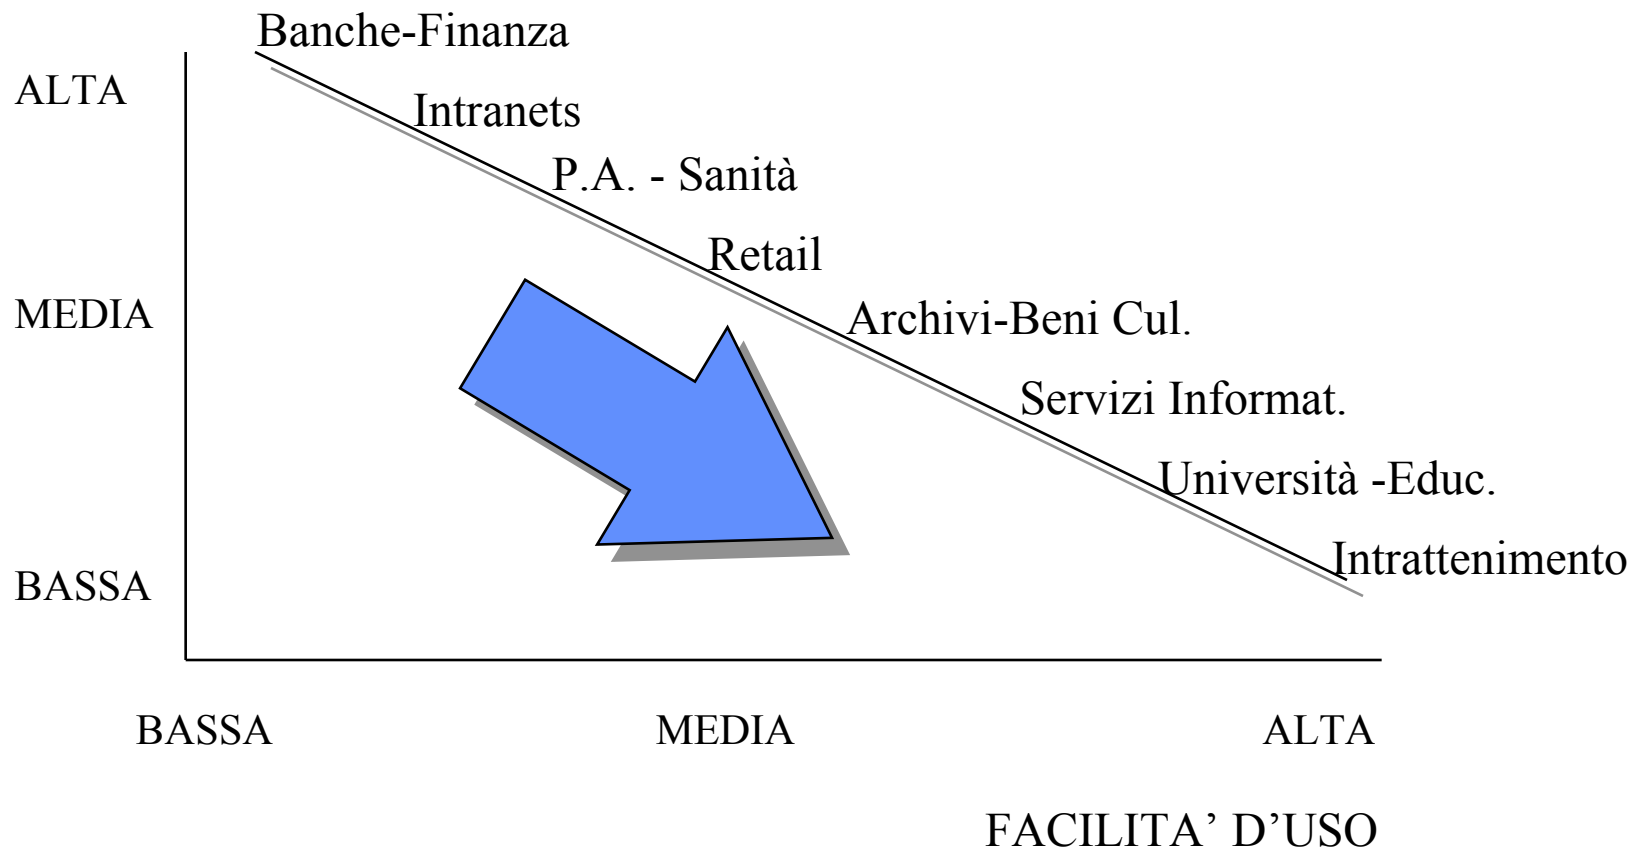 Banche-Finanza
ALTA
Intranets
P.A. - Sanità
Retail
MEDIA
Archivi-Beni Cul.
Servizi Informat.
Università -Educ.
Intrattenimento
BASSA
BASSA MEDIA ALTA
FACILITA’ D’USO